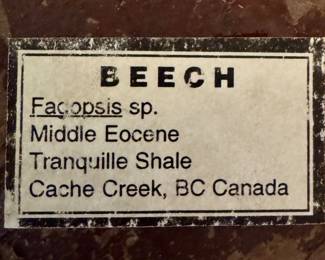 BEECH
Fagopsis sp.
Middle Eocene
Tranquille Shale
Cache Creek, BC Canada